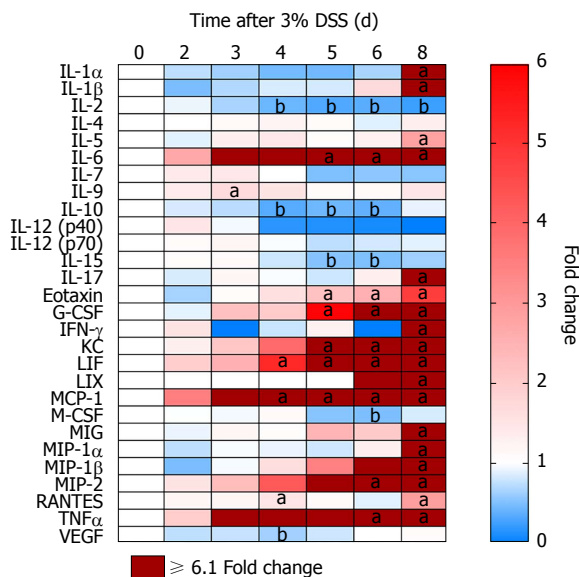 Time after 3% DSS (d)
0 2 3 4 5 6 8
IL-1α a
IL-1β a
IL-2 b b b b
IL-4
IL-5 a
IL-6 a a a
IL-7
IL-9 a
IL-10 b b b
IL-12 (p40)
IL-12 (p70)
IL-15 b b
IL-17 a
Eotaxin a a a
G-CSF a a a
IFN-γ a
KC a a a
LIF a a a a
LIX a
MCP-1 a a a a
M-CSF b
MIG a
MIP-1α a
MIP-1β a
MIP-2 a a
RANTES a a
TNFα a a
VEGF b
⩾ 6.1 Fold change
6
5
4
3
2
1
0
Fold change